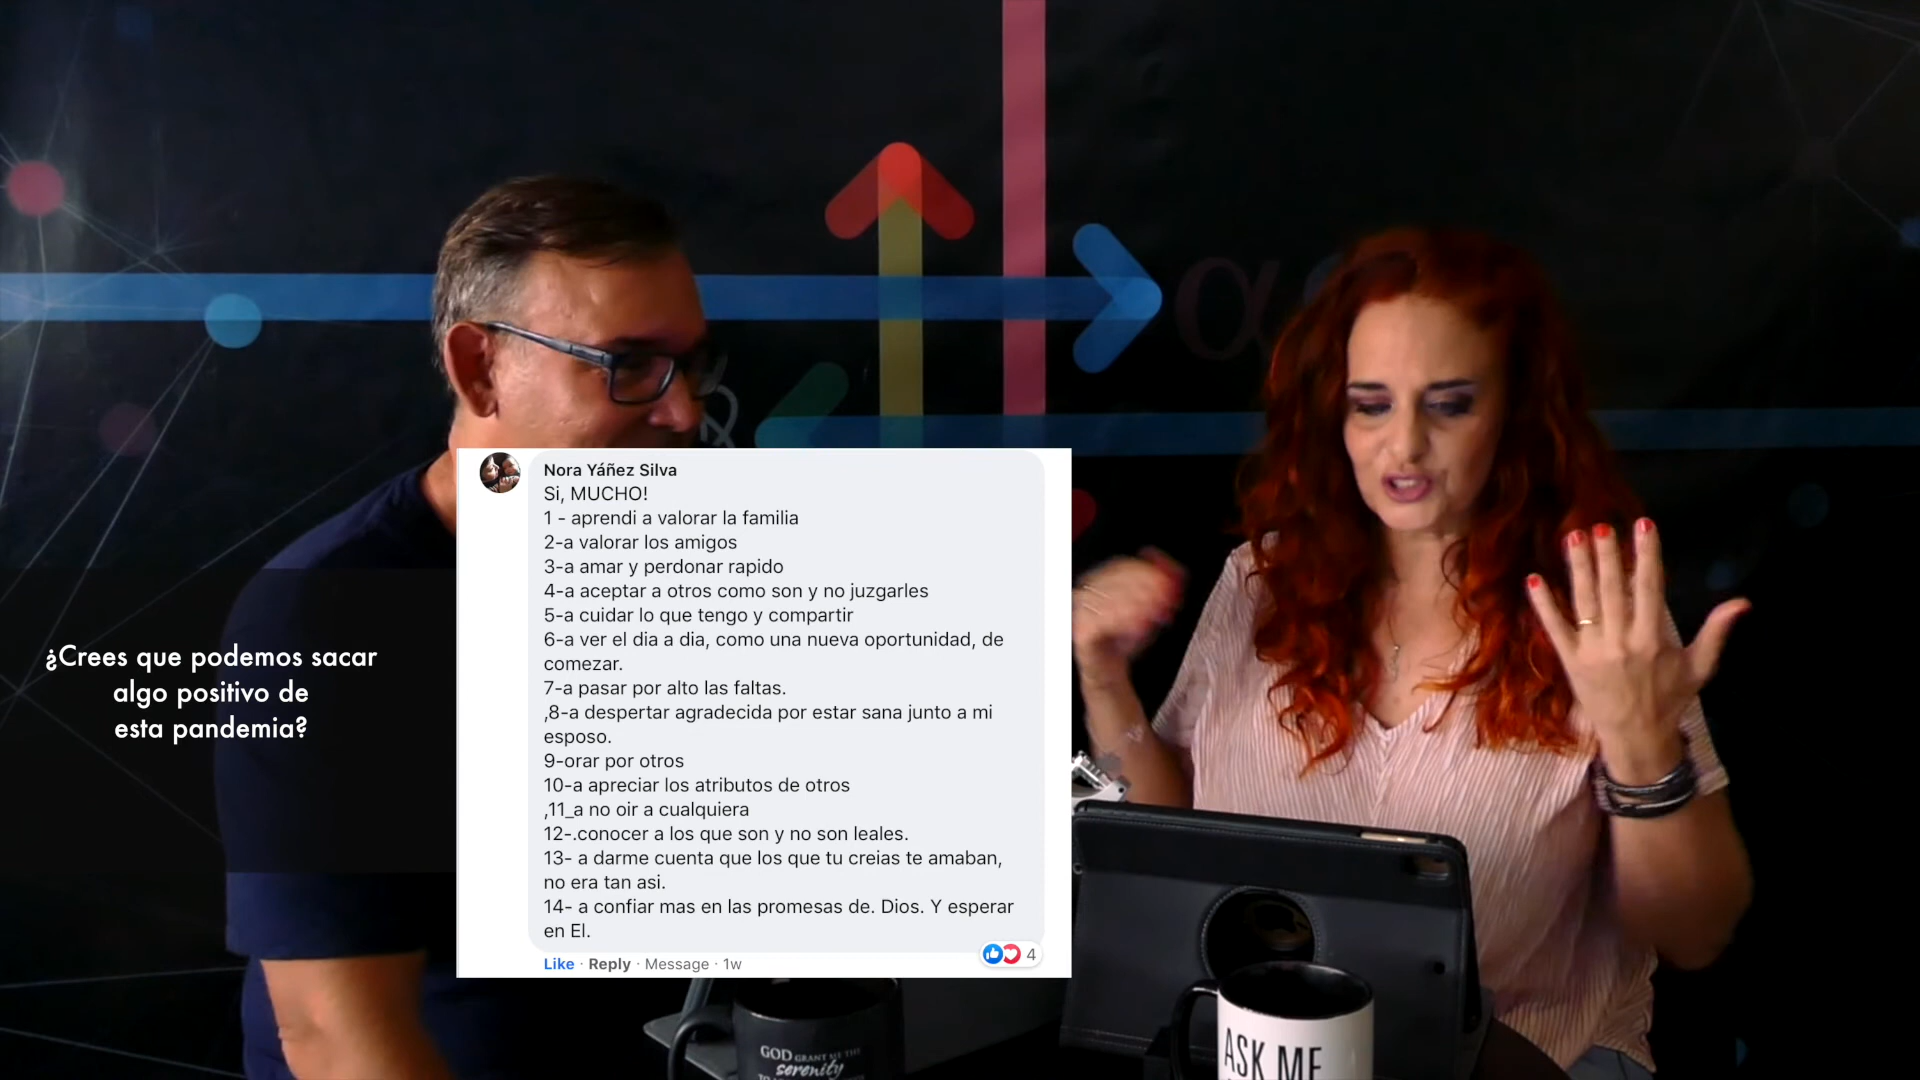 ¿Crees que podemos sacar
algo positivo de
esta pandemia?
Nora Yáñez Silva
Si, MUCHO!
1 - aprendi a valorar la familia
2-a valorar los amigos
3-a amar y perdonar rapido
4-a aceptar a otros como son y no juzgarles
5-a cuidar lo que tengo y compartir
6-a ver el dia a dia, como una nueva oportunidad, de
comezar.
7-a pasar por alto las faltas.
,8-a despertar agradecida por estar sana junto a mi
esposo.
9-orar por otros
10-a apreciar los atributos de otros
,11_a no oir a cualquiera
12-.conocer a los que son y no son leales.
13- a darme cuenta que los que tu creias te amaban,
no era tan asi.
14- a confiar mas en las promesas de. Dios. Y esperar
en El.
Like · Reply · Message · 1w
4
α
GOD GRANT ME THE
serenity
ASK ME